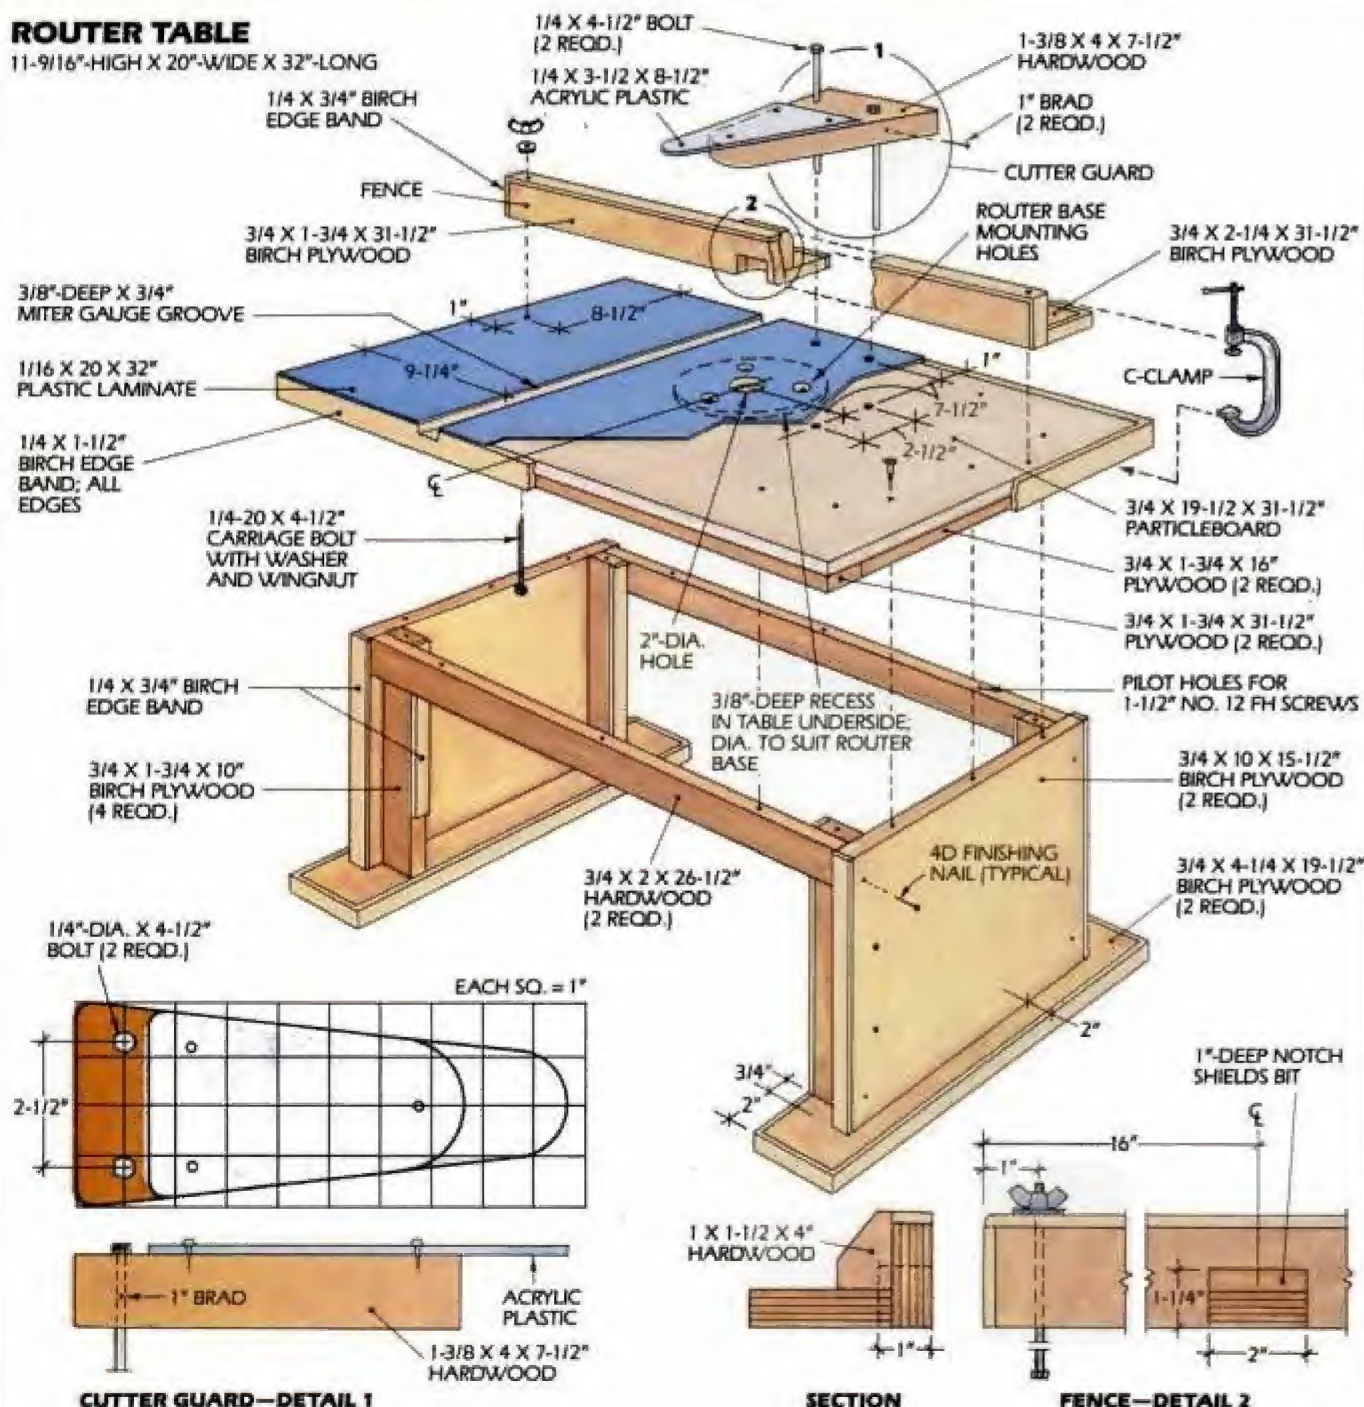 ROUTER TABLE
11-9/16"-HIGH X 20"-WIDE X 32"-LONG
1/4 X 4-1/2" BOLT
(2 REQD.)
1/4 X 3-1/2 X 8-1/2"
ACRYLIC PLASTIC
1
1-3/8 X 4 X 7-1/2"
HARDWOOD
1" BRAD
(2 REQD.)
CUTTER GUARD
1/4 X 3/4" BIRCH
EDGE BAND
FENCE
3/4 X 1-3/4 X 31-1/2"
BIRCH PLYWOOD
2
ROUTER BASE
MOUNTING
HOLES
3/4 X 2-1/4 X 31-1/2"
BIRCH PLYWOOD
3/8"-DEEP X 3/4"
MITER GAUGE GROOVE
1"
8-1/2"
1/16 X 20 X 32"
PLASTIC LAMINATE
9-1/4"
1"
7-1/2"
2-1/2"
C-CLAMP
1/4 X 1-1/2"
BIRCH EDGE
BAND; ALL
EDGES
℄
1/4-20 X 4-1/2"
CARRIAGE BOLT
WITH WASHER
AND WINGNUT
3/4 X 19-1/2 X 31-1/2"
PARTICLEBOARD
3/4 X 1-3/4 X 16"
PLYWOOD (2 REQD.)
3/4 X 1-3/4 X 31-1/2"
PLYWOOD (2 REQD.)
2"-DIA.
HOLE
3/8"-DEEP RECESS
IN TABLE UNDERSIDE;
DIA. TO SUIT ROUTER
BASE
PILOT HOLES FOR
1-1/2" NO. 12 FH SCREWS
1/4 X 3/4" BIRCH
EDGE BAND
3/4 X 1-3/4 X 10"
BIRCH PLYWOOD
(4 REQD.)
3/4 X 10 X 15-1/2"
BIRCH PLYWOOD
(2 REQD.)
4D FINISHING
NAIL (TYPICAL)
3/4 X 2 X 26-1/2"
HARDWOOD
(2 REQD.)
3/4 X 4-1/4 X 19-1/2"
BIRCH PLYWOOD
(2 REQD.)
2"
3/4"
2"
1/4"-DIA. X 4-1/2"
BOLT (2 REQD.)
EACH SQ. = 1"
2-1/2"
1" BRAD
ACRYLIC
PLASTIC
1-3/8 X 4 X 7-1/2"
HARDWOOD
CUTTER GUARD—DETAIL 1
1 X 1-1/2 X 4"
HARDWOOD
1"
SECTION
1"-DEEP NOTCH
SHIELDS BIT
℄
16"
1"
1-1/4"
2"
FENCE—DETAIL 2